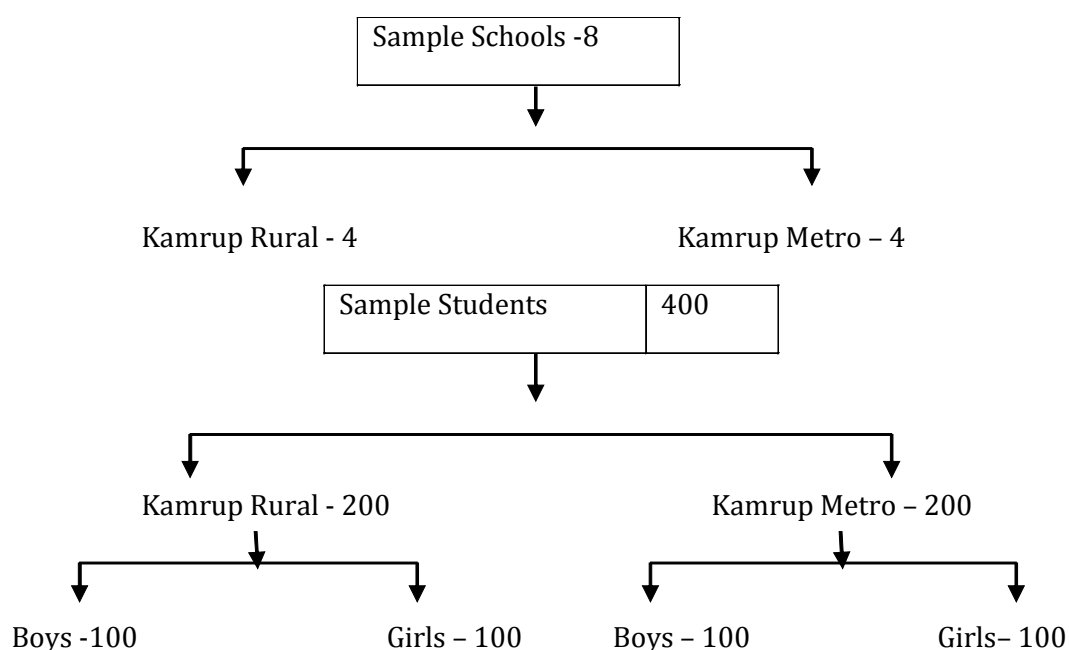 Sample Schools -8
Kamrup Rural - 4 Kamrup Metro – 4
Sample Students 400
Kamrup Rural - 200 Kamrup Metro – 200
Boys -100 Girls – 100 Boys – 100 Girls– 100